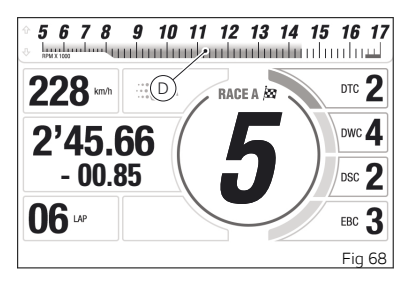 5 6 7 8 9 10 11 12 13 14 15 16 17
RPM X 1000
228 km/h
D
RACE A
DTC 2
2'45.66
- 00.85
5
DWC 4
DSC 2
06 LAP
EBC 3
Fig 68